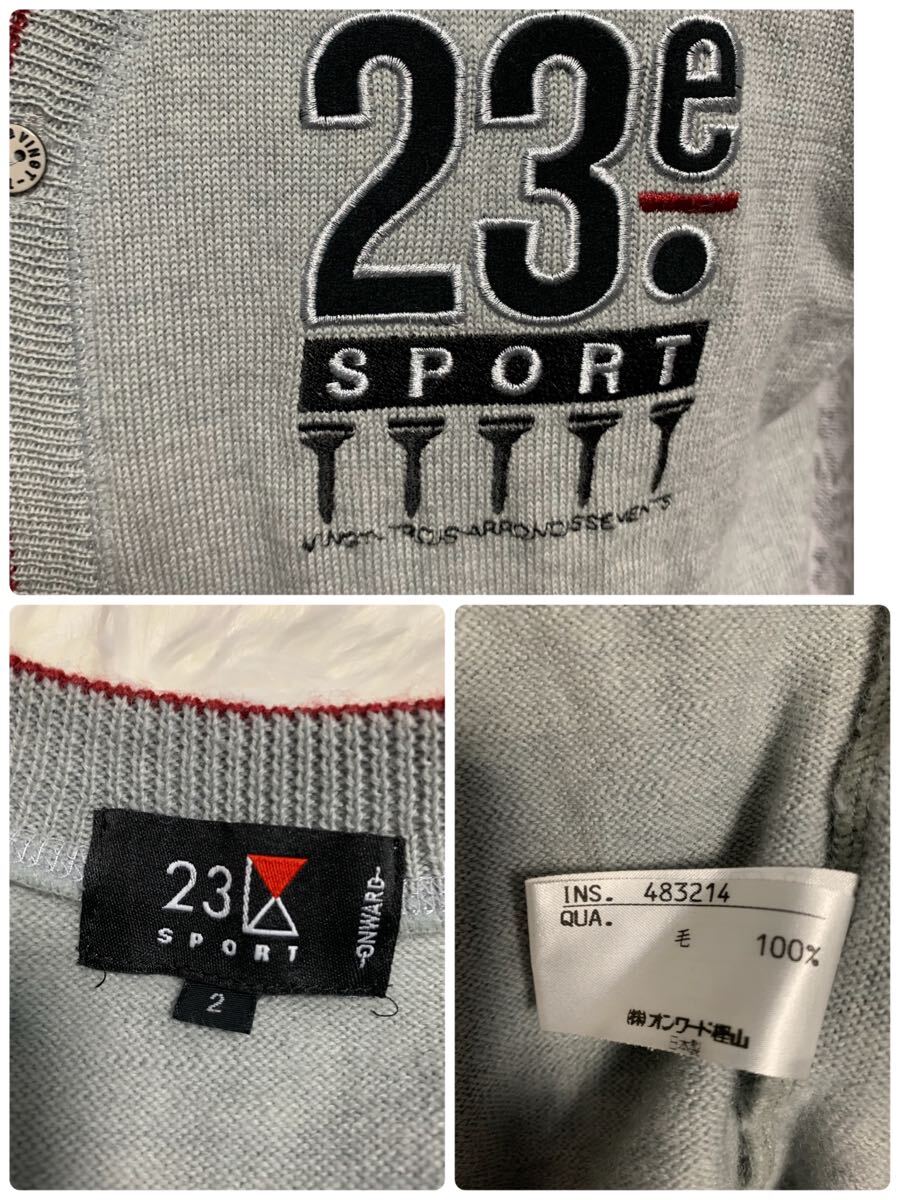 23.e
SPORT
VINGT-TROIS ARRONDISSEMENTS
23
SPORT
-ONWARD-
2
INS. 483214
QUA.
毛 100%
㈱オンワード樫山
日本製